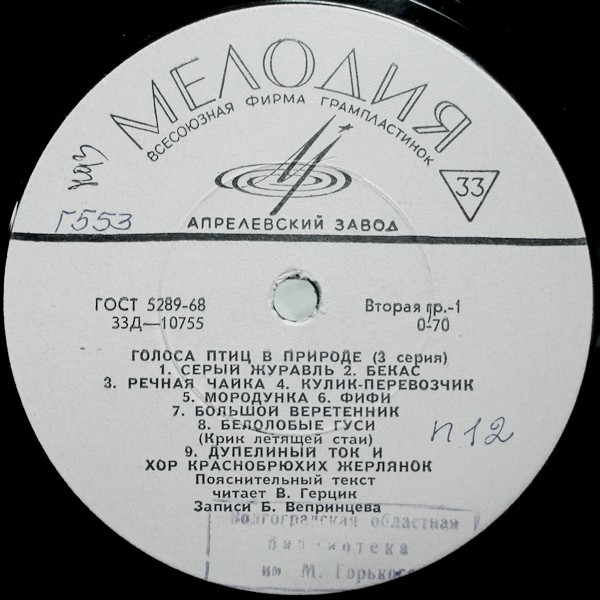 МЕЛОДИЯ
ВСЕСОЮЗНАЯ ФИРМА ГРАМПЛАСТИНОК
33
Г553
АПРЕЛЕВСКИЙ ЗАВОД
ГОСТ 5289-68
33Д—10755
Вторая гр.-1
0-70
ГОЛОСА ПТИЦ В ПРИРОДЕ (3 серия)
1. СЕРЫЙ ЖУРАВЛЬ 2. БЕКАС
3. РЕЧНАЯ ЧАЙКА 4. КУЛИК-ПЕРЕВОЗЧИК
5. МОРОДУНКА 6. ФИФИ
7. БОЛЬШОЙ ВЕРЕТЕННИК
8. БЕЛОЛОБЫЕ ГУСИ
(Крик летящей стаи)
9. ДУПЕЛИНЫЙ ТОК И
ХОР КРАСНОБРЮХИХ ЖЕРЛЯНОК
Пояснительный текст
читает В. Герцик
Записи Б. Вепринцева
п12
Волгоградская областная
библиотека
им М. Горького